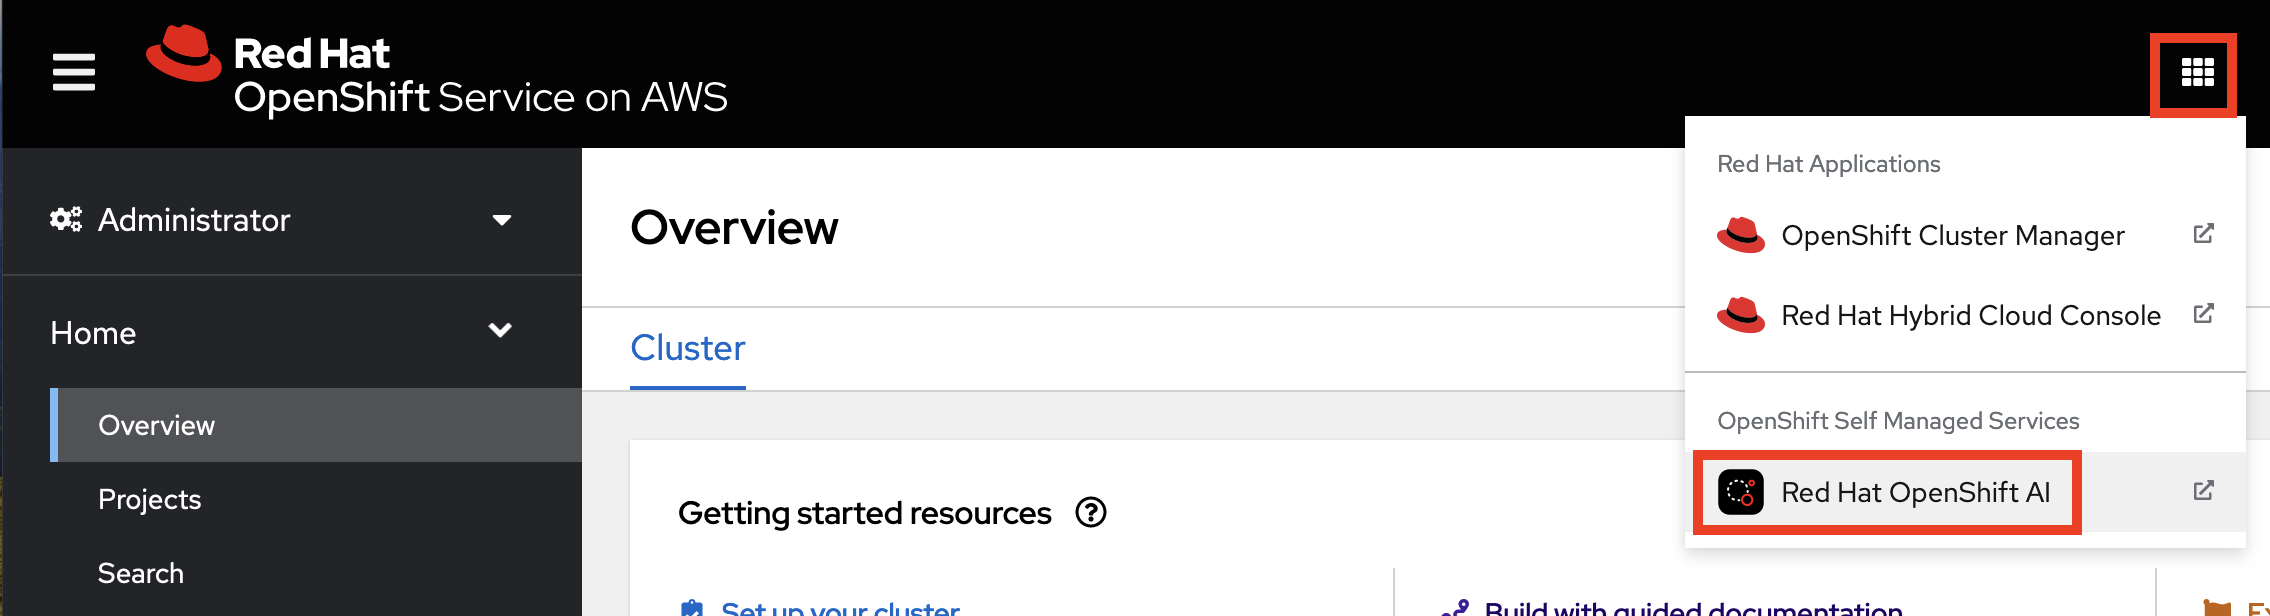 Red Hat
OpenShift Service on AWS
Administrator
Home
Overview
Projects
Search
Overview
Cluster
Getting started resources
Set up your cluster
Build with guided documentation
Red Hat Applications
OpenShift Cluster Manager
Red Hat Hybrid Cloud Console
OpenShift Self Managed Services
Red Hat OpenShift AI